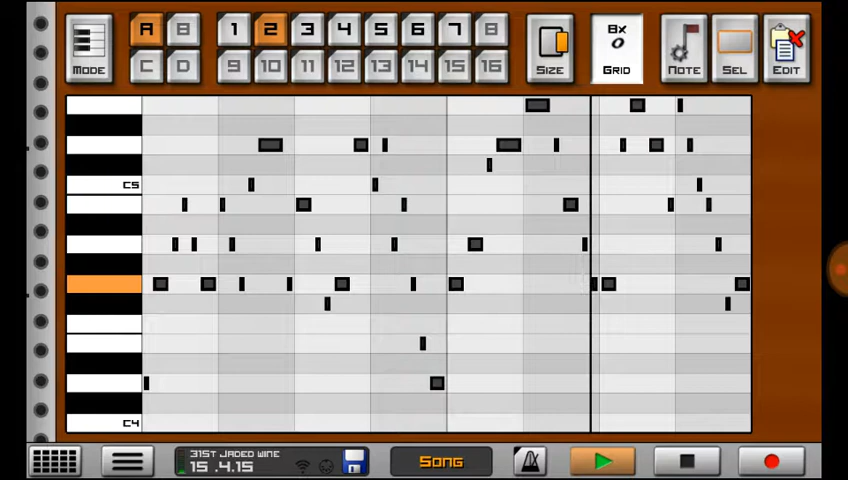 A B 1 2 3 4 5 6 7 8 8x
C D 9 10 11 12 13 14 15 16
MODE SIZE GRID NOTE SEL EDIT
C5
C4
31ST JADED WINE
15 .4.15
SONG